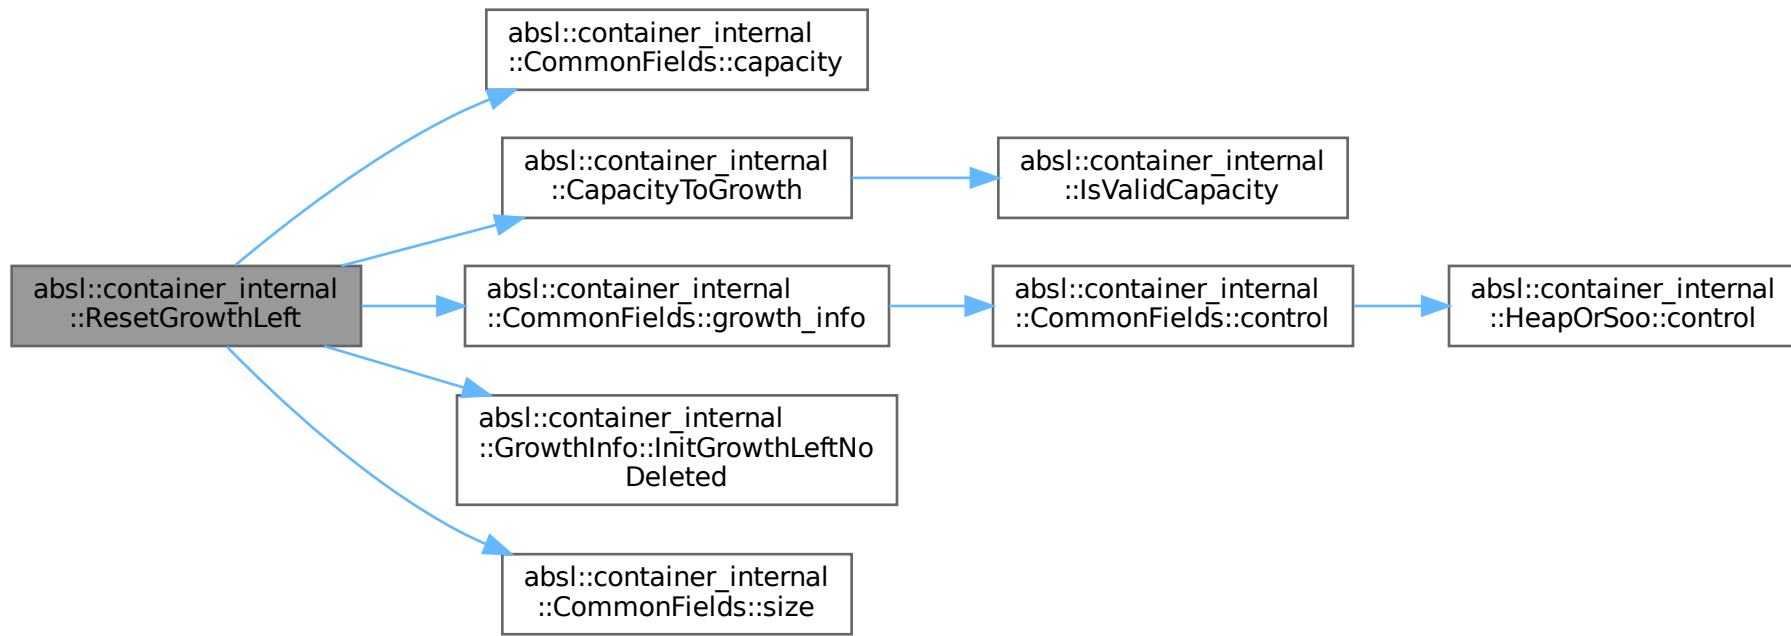 absl::container_internal
::CommonFields::capacity
absl::container_internal
::CapacityToGrowth
absl::container_internal
::IsValidCapacity
absl::container_internal
::ResetGrowthLeft
absl::container_internal
::CommonFields::growth_info
absl::container_internal
::CommonFields::control
absl::container_internal
::HeapOrSoo::control
absl::container_internal
::GrowthInfo::InitGrowthLeftNo
Deleted
absl::container_internal
::CommonFields::size